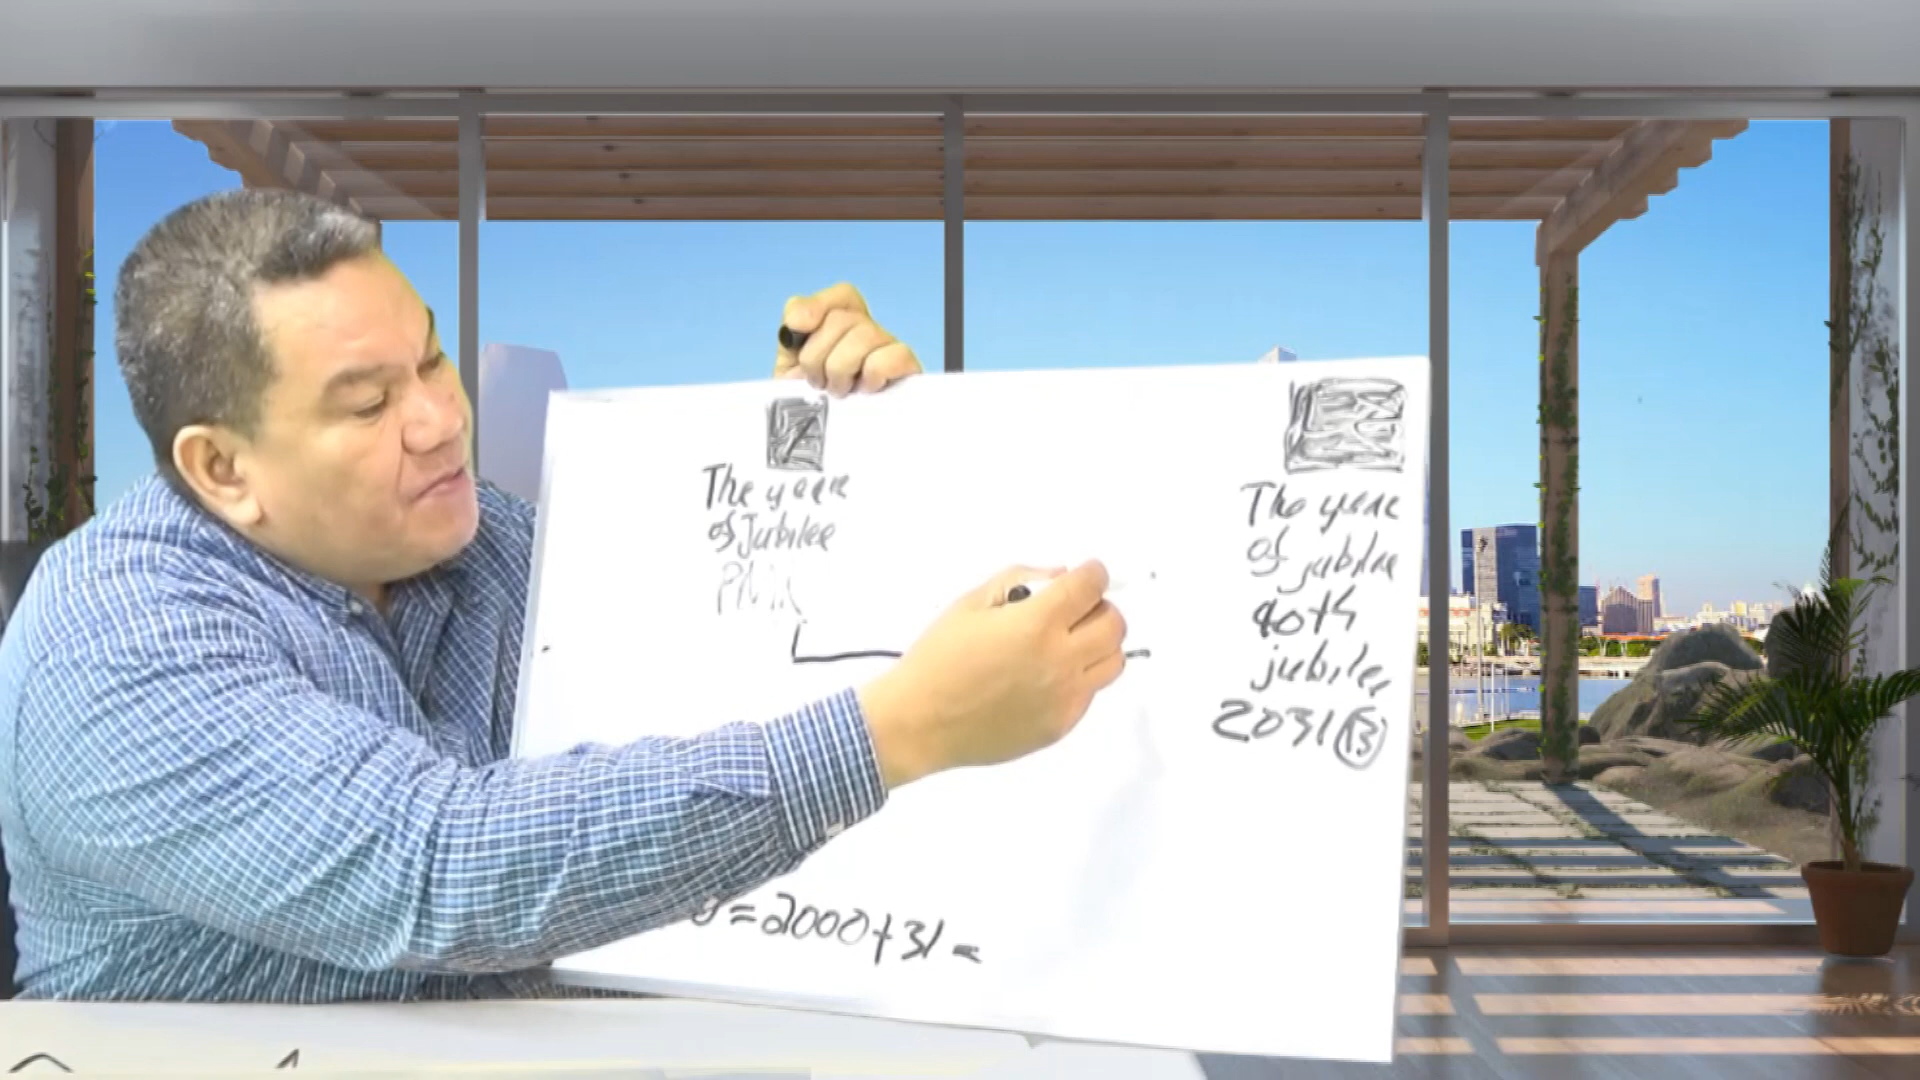 The year
of Jubilee
The year
of jubilee
40th
jubilee
2031
= 2000 + 31 =